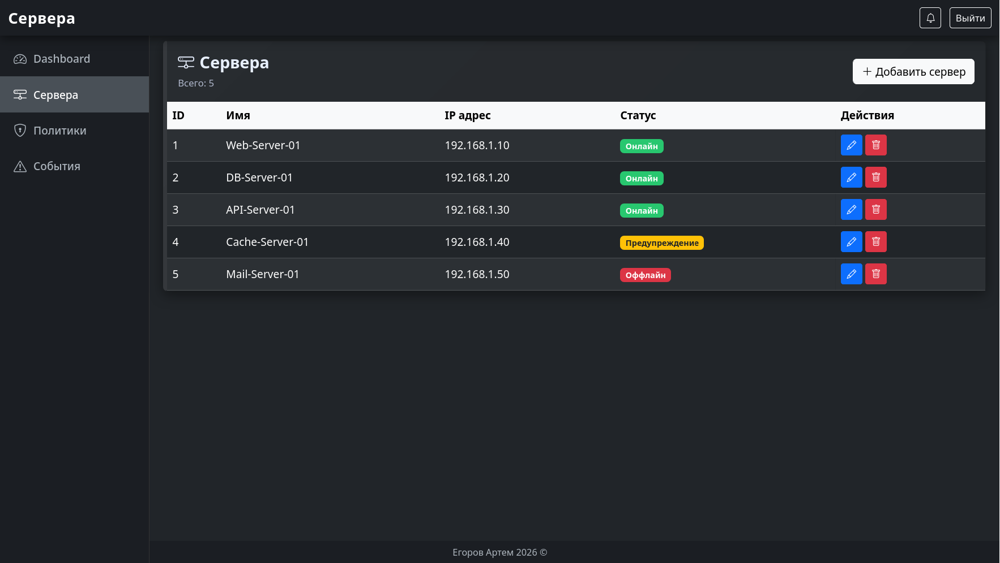 Сервера
Выйти
Dashboard
Сервера
Политики
События
Сервера
Всего: 5
Добавить сервер
ID Имя IP адрес Статус Действия
1 Web-Server-01 192.168.1.10 Онлайн
2 DB-Server-01 192.168.1.20 Онлайн
3 API-Server-01 192.168.1.30 Онлайн
4 Cache-Server-01 192.168.1.40 Предупреждение
5 Mail-Server-01 192.168.1.50 Оффлайн
Егоров Артем 2026 ©